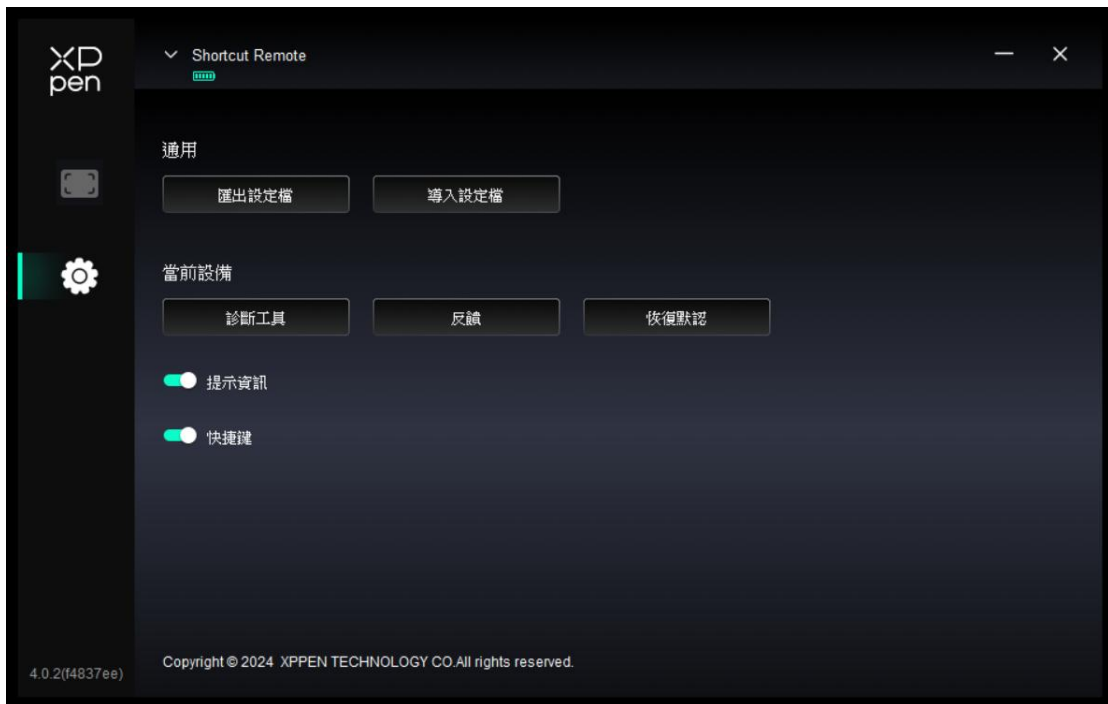 XP
pen
Shortcut Remote
通用
匯出設定檔
導入設定檔
當前設備
診斷工具
反饋
恢復默認
提示資訊
快捷鍵
4.0.2(f4837ee)
Copyright © 2024 XPPEN TECHNOLOGY CO.All rights reserved.